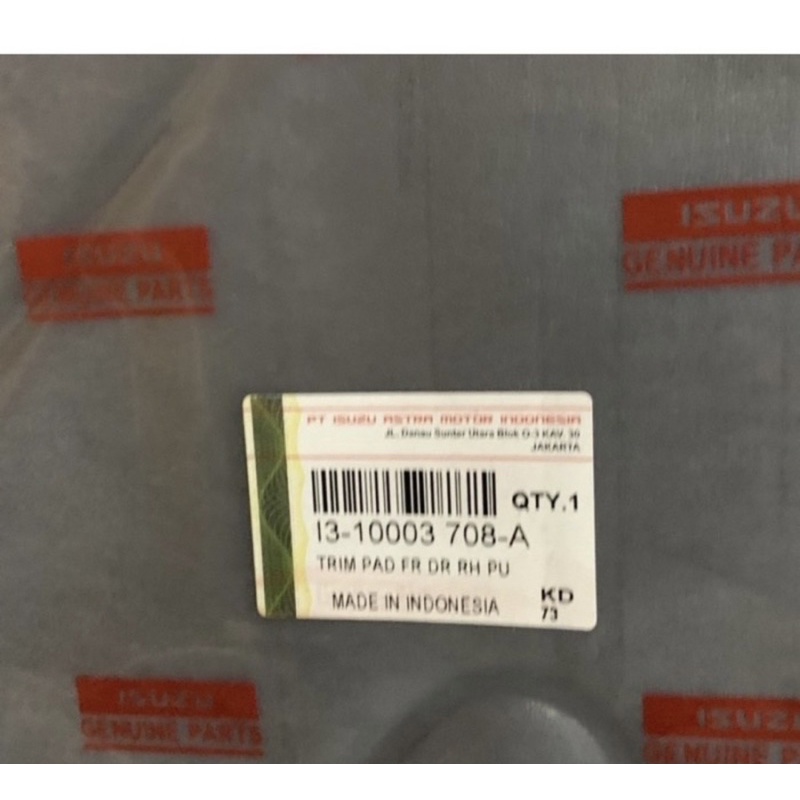 ISUZU
GENUINE PARTS
ISUZU
GENUINE PA
PT ISUZU ASTRA MOTOR INDONESIA
JL. Danau Sunter Utara Blok O-3 KAV. 30
JAKARTA
QTY.1
I3-10003 708-A
TRIM PAD FR DR RH PU
MADE IN INDONESIA
KD
73
ISUZU
GENUINE PARTS
ISUZU
GENUINE PA